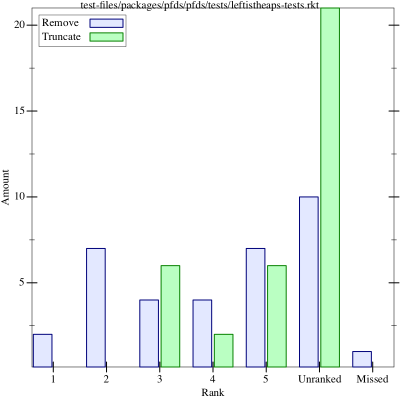 test-files/packages/pfds/pfds/tests/leftistheaps-tests.rkt
Remove
Truncate
20
15
10
5
Amount
1 2 3 4 5 Unranked Missed
Rank